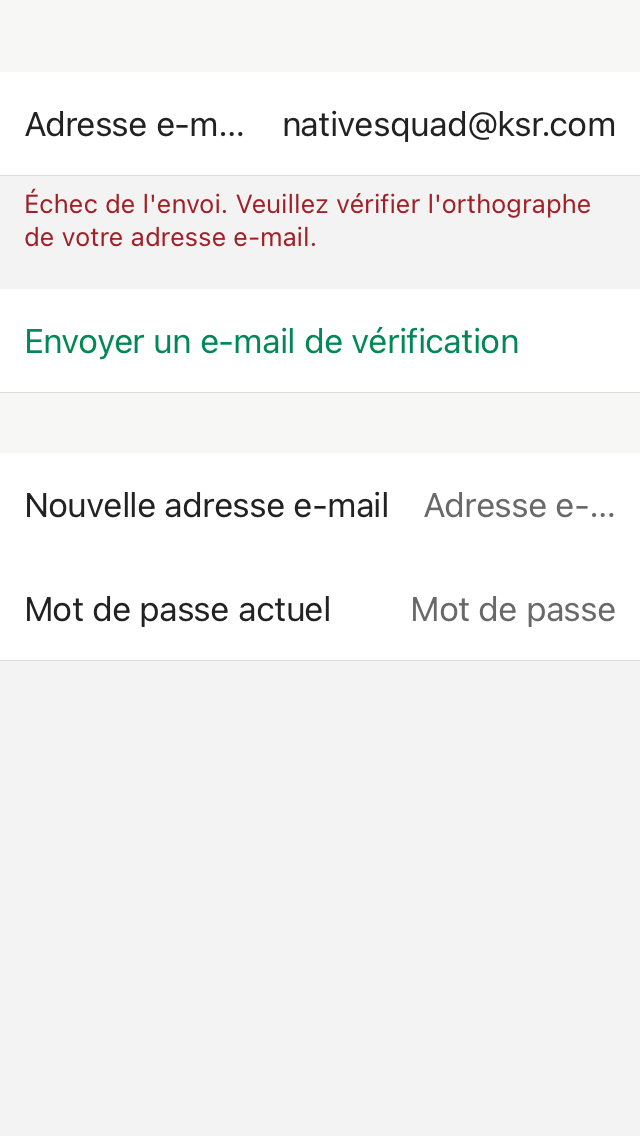 Adresse e-m... nativesquad@ksr.com
Échec de l'envoi. Veuillez vérifier l'orthographe
de votre adresse e-mail.
Envoyer un e-mail de vérification
Nouvelle adresse e-mail Adresse e-...
Mot de passe actuel Mot de passe